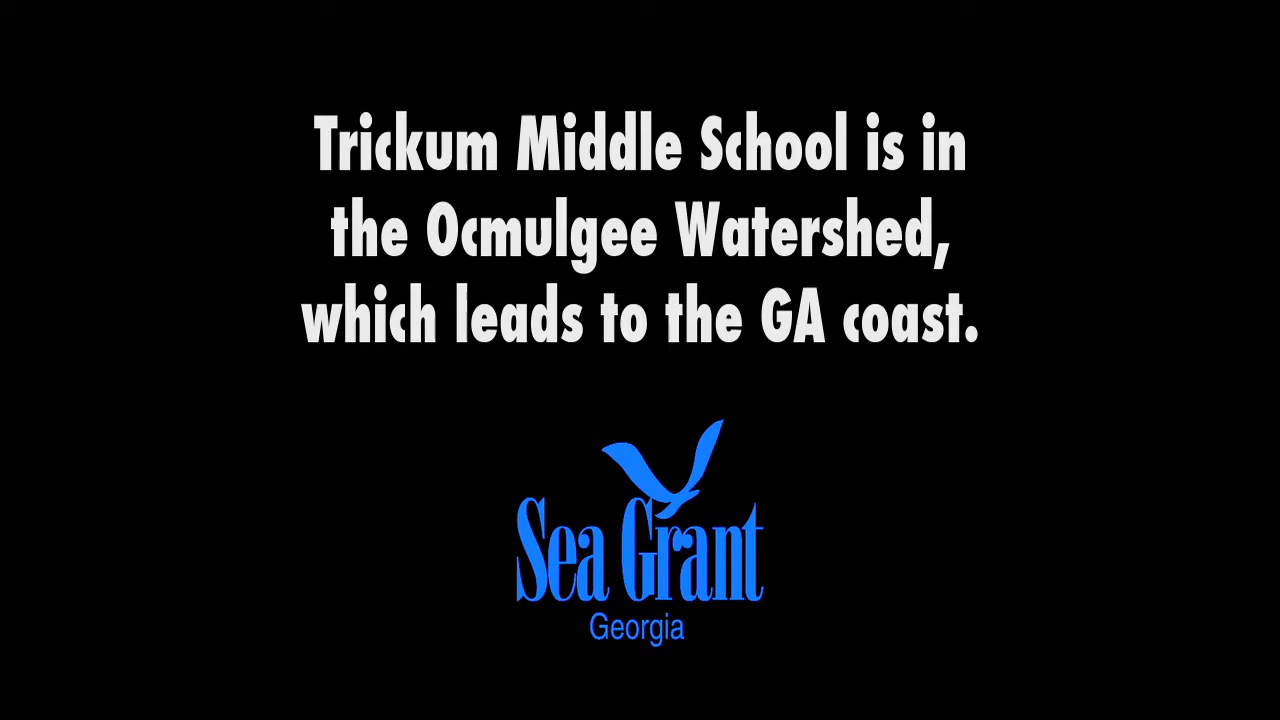 Trickum Middle School is in
the Ocmulgee Watershed,
which leads to the GA coast.
Sea Grant
Georgia